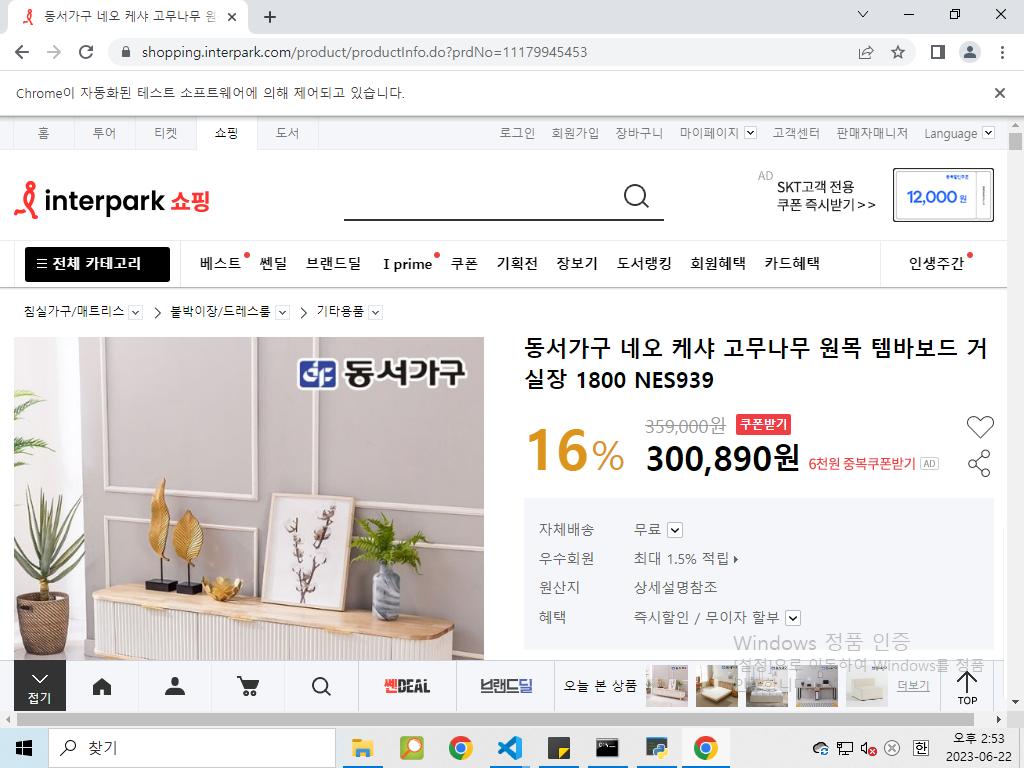 동서가구 네오 케샤 고무나무 원
shopping.interpark.com/product/productInfo.do?prdNo=11179945453
Chrome이 자동화된 테스트 소프트웨어에 의해 제어되고 있습니다.
홈 투어 티켓 쇼핑 도서 로그인 회원가입 장바구니 마이페이지 고객센터 판매자매니저 Language
interpark 쇼핑
AD SKT고객 전용
쿠폰 즉시받기>>
12,000원
전체 카테고리 베스트 쎈딜 브랜드딜 I prime 쿠폰 기획전 장보기 도서랭킹 회원혜택 카드혜택 인생주간
침실가구/매트리스 > 붙박이장/드레스룸 > 기타용품
동서가구
동서가구 네오 케샤 고무나무 원목 템바보드 거
실장 1800 NES939
16% 359,000원 쿠폰받기
300,890원 6천원 중복쿠폰받기 AD
자체배송 무료
우수회원 최대 1.5% 적립
원산지 상세설명참조
혜택 즉시할인 / 무이자 할부
Windows 정품 인증
[설정]으로 이동하여 Windows를 정품
접기 쎈DEAL 브랜드딜 오늘 본 상품 더보기 TOP
찾기
한 오후 2:53
2023-06-22